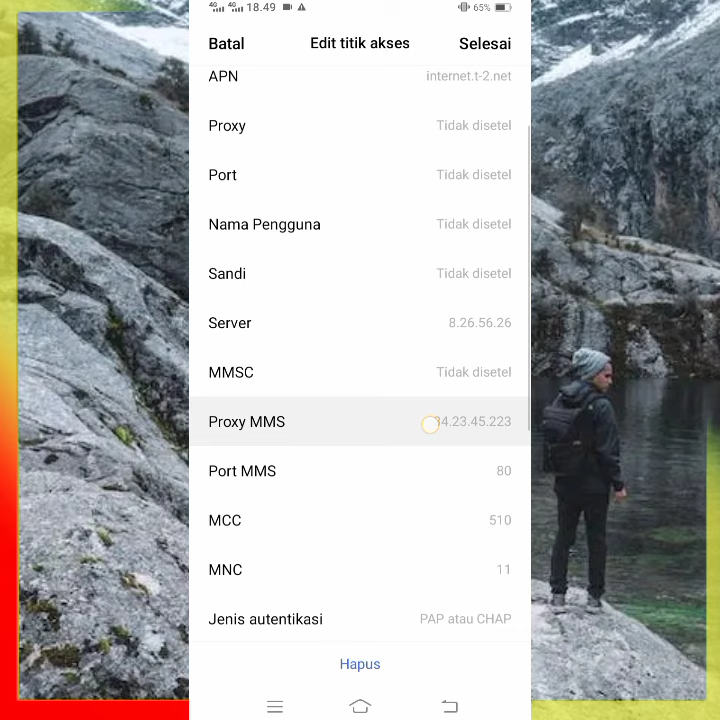 4G 4G 18.49 65%
Batal Edit titik akses Selesai
APN internet.t-2.net
Proxy Tidak disetel
Port Tidak disetel
Nama Pengguna Tidak disetel
Sandi Tidak disetel
Server 8.26.56.26
MMSC Tidak disetel
Proxy MMS 34.23.45.223
Port MMS 80
MCC 510
MNC 11
Jenis autentikasi PAP atau CHAP
Hapus